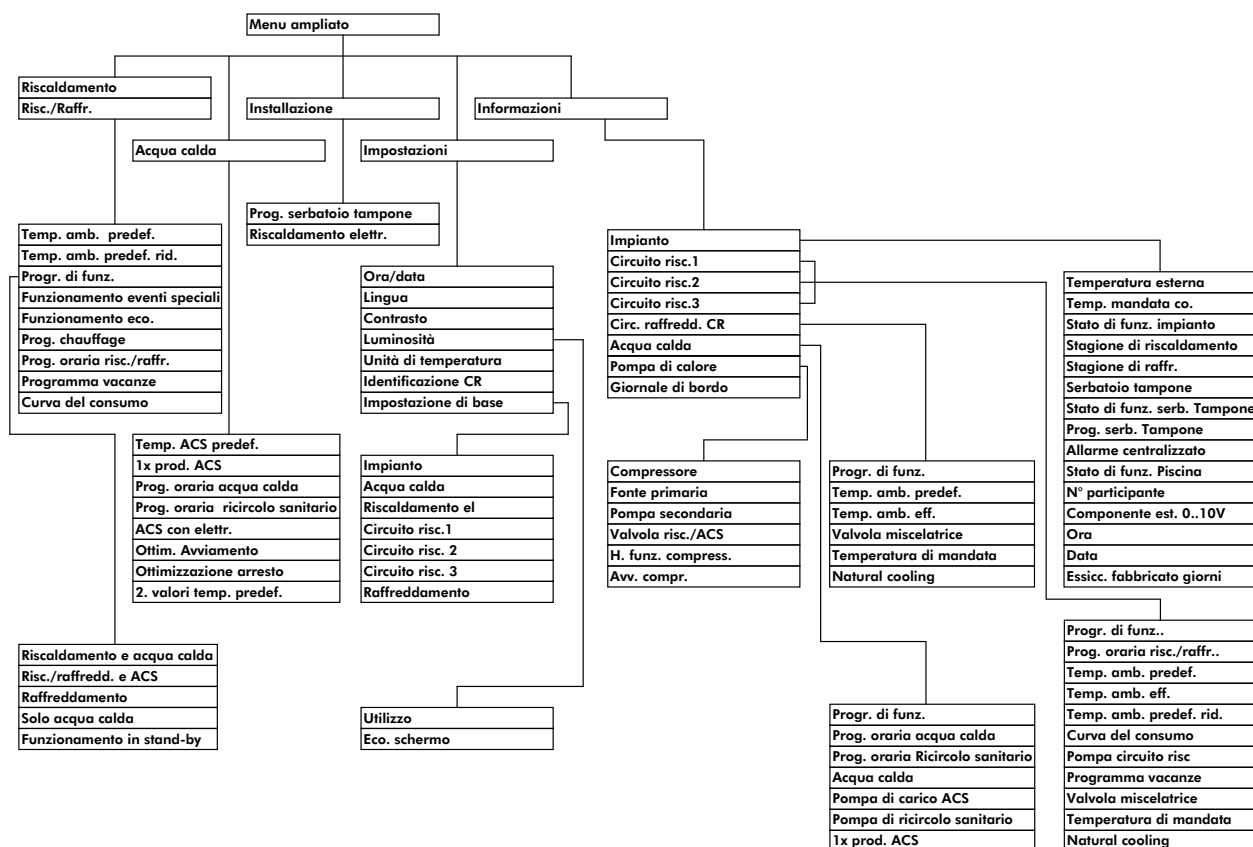 Menu ampliato
Riscaldamento
Risc./Raffr.
Installazione
Informazioni
Acqua calda
Impostazioni
Temp. amb.  predef.
Temp. amb. predef. rid.
Progr. di funz.
Funzionamento eventi speciali
Funzionamento eco.
Prog. chauffage
Prog. oraria risc./raffr.
Programma vacanze
Curva del consumo
Prog. serbatoio tampone
Riscaldamento elettr.
Ora/data
Lingua
Contrasto
Luminosità
Unità di temperatura
Identificazione CR
Impostazione di base
Impianto
Circuito risc.1
Circuito risc.2
Circuito risc.3
Circ. raffredd. CR
Acqua calda
Pompa di calore
Giornale di bordo
Temperatura esterna
Temp. mandata co.
Stato di funz. impianto
Stagione di riscaldamento
Stagione di raffr.
Serbatoio tampone
Stato di funz. serb. Tampone
Prog. serb. Tampone
Allarme centralizzato
Stato di funz. Piscina
N° participante
Componente est. 0..10V
Ora
Data
Essicc. fabbricato giorni
Temp. ACS predef.
1x prod. ACS
Prog. oraria acqua calda
Prog. oraria  ricircolo sanitario
ACS con elettr.
Ottim. Avviamento
Ottimizzazione arresto
2. valori temp. predef.
Impianto
Acqua calda
Riscaldamento el
Circuito risc.1
Circuito risc. 2
Circuito risc. 3
Raffreddamento
Compressore
Fonte primaria
Pompa secondaria
Valvola risc./ACS
H. funz. compress.
Avv. compr.
Progr. di funz.
Temp. amb. predef.
Temp. amb. eff.
Valvola miscelatrice
Temperatura di mandata
Natural cooling
Riscaldamento e acqua calda
Risc./raffredd. e ACS
Raffreddamento
Solo acqua calda
Funzionamento in stand-by
Utilizzo
Eco. schermo
Progr. di funz.
Prog. oraria acqua calda
Prog. oraria Ricircolo sanitario
Acqua calda
Pompa di carico ACS
Pompa di ricircolo sanitario
1x prod. ACS
Progr. di funz..
Prog. oraria risc./raffr..
Temp. amb. predef.
Temp. amb. eff.
Temp. amb. predef. rid.
Curva del consumo
Pompa circuito risc
Programma vacanze
Valvola miscelatrice
Temperatura di mandata
Natural cooling